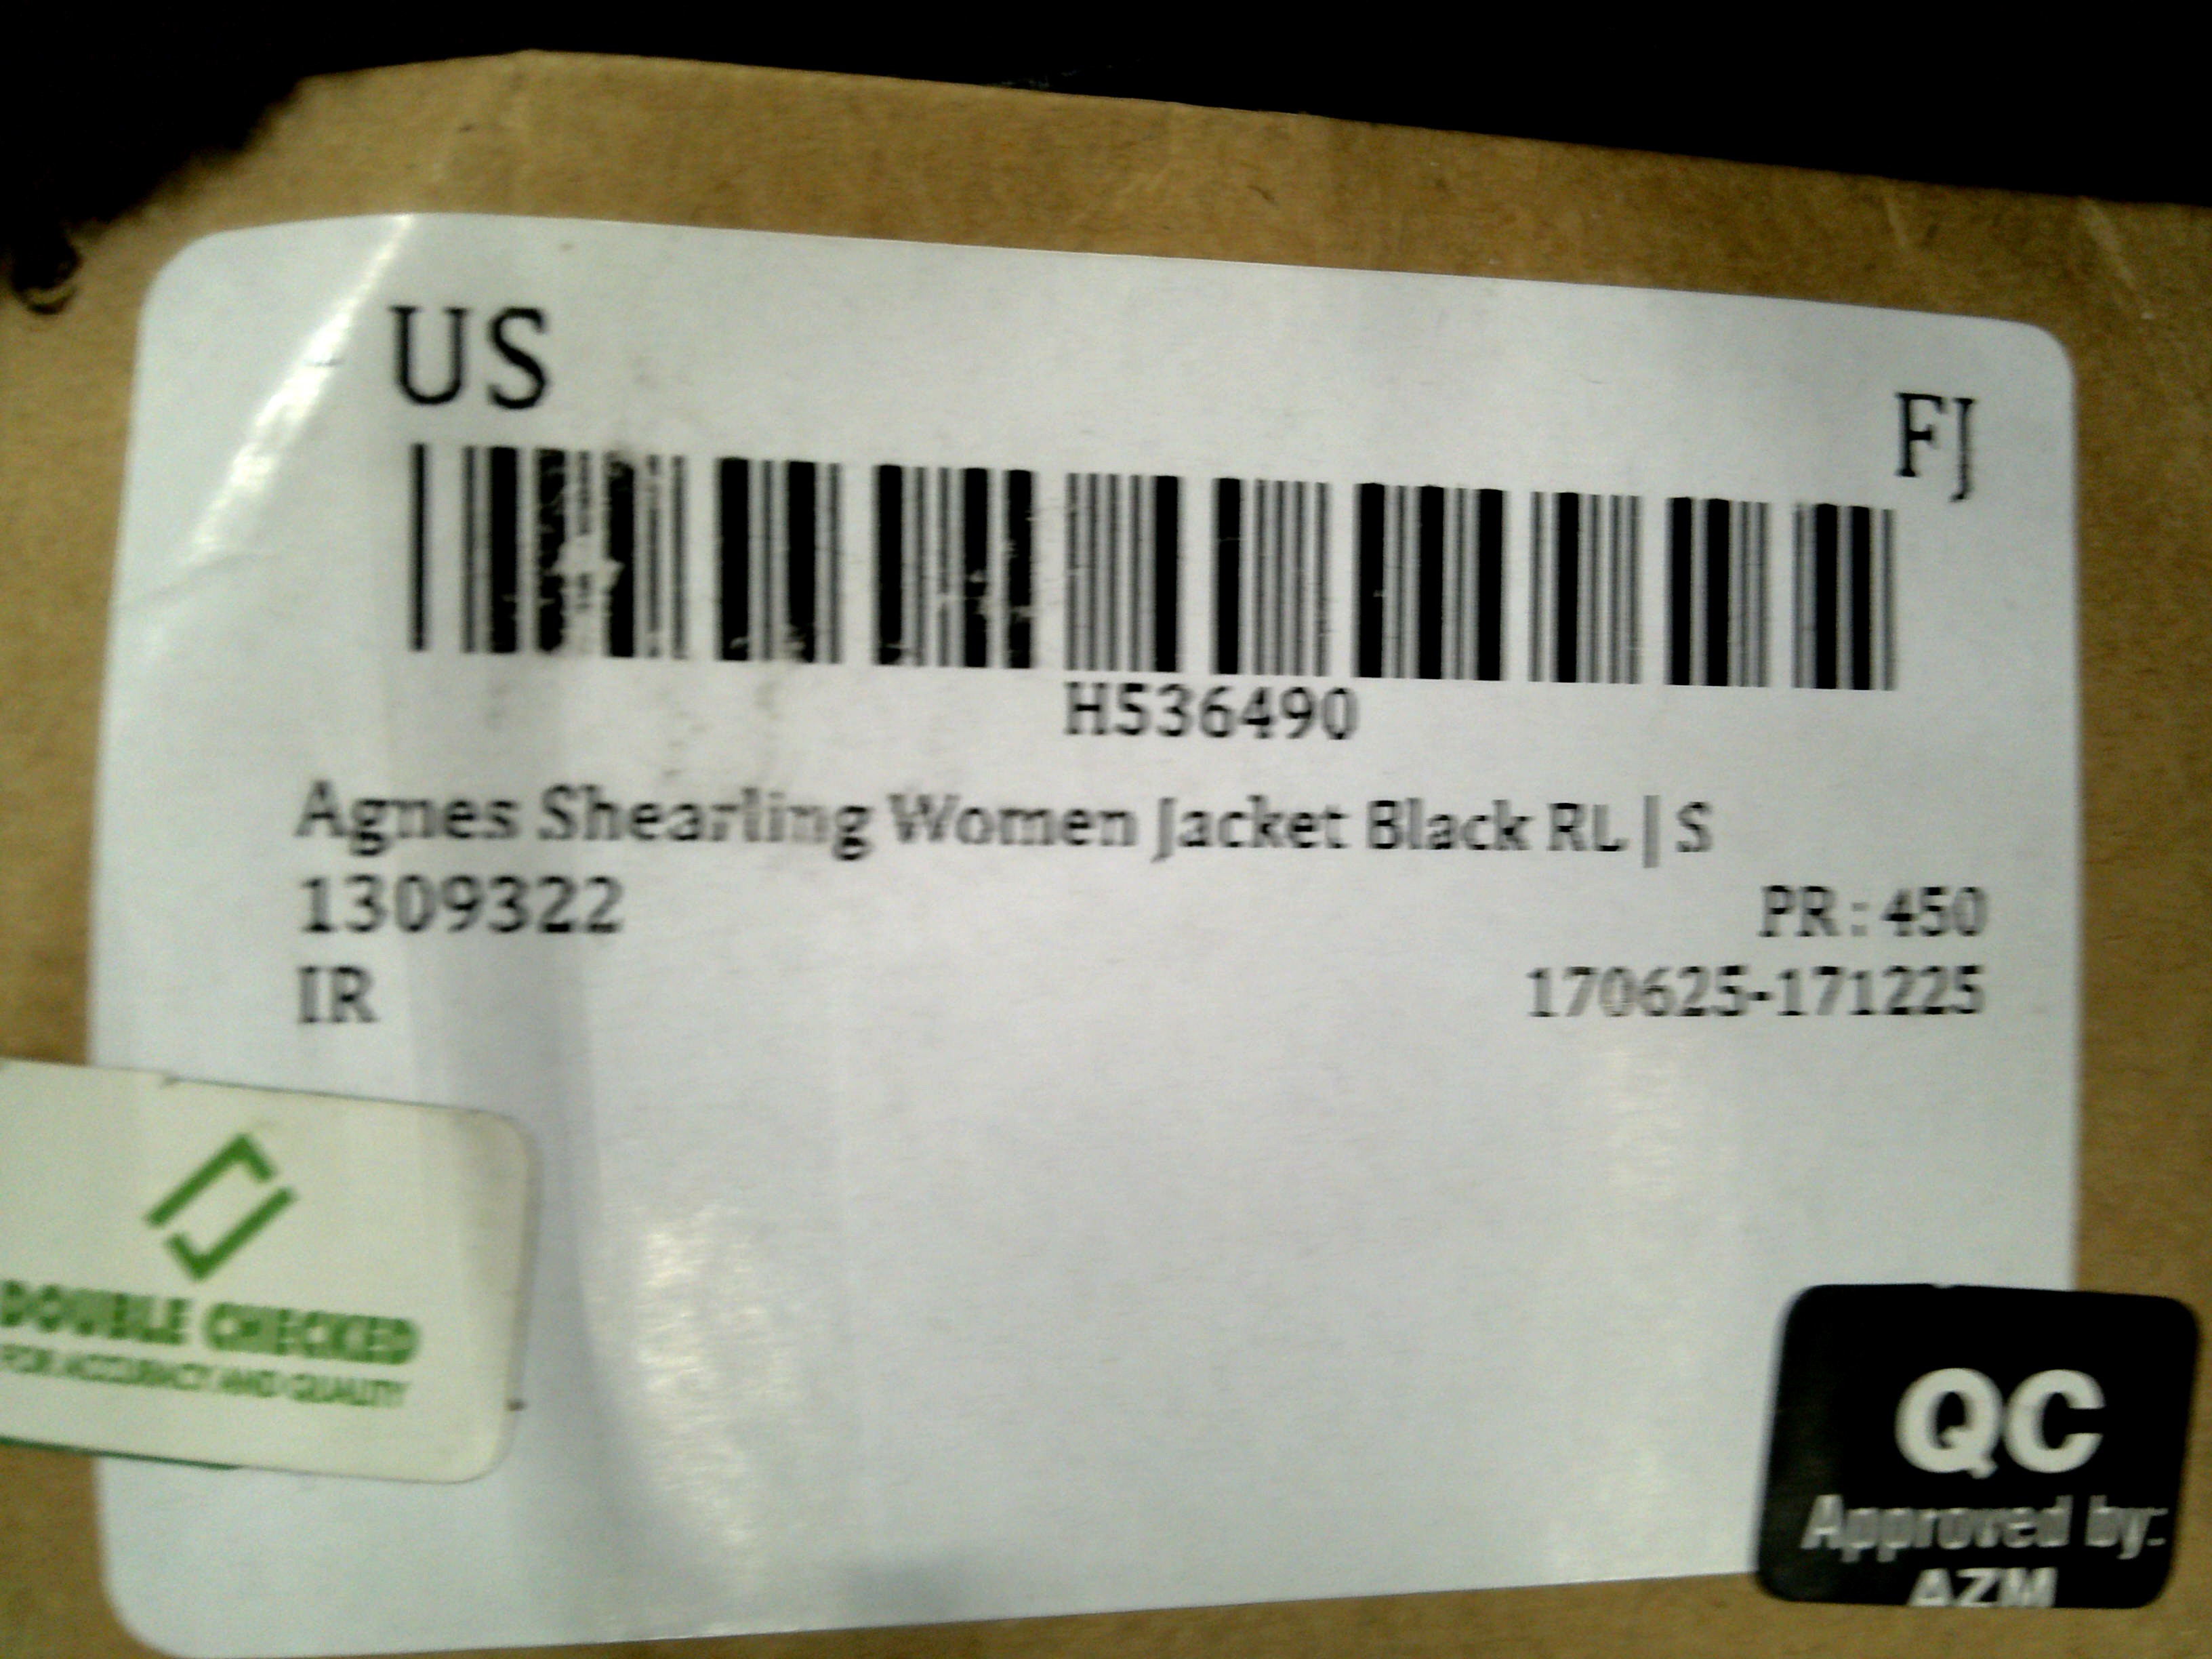 US
FJ
H536490
Agnes Shearling Women Jacket Black RL | S
1309322
PR : 450
IR
170625-171225
DOUBLE CHECKED
FOR ACCURACY AND QUALITY
QC
Approved by:
AZM